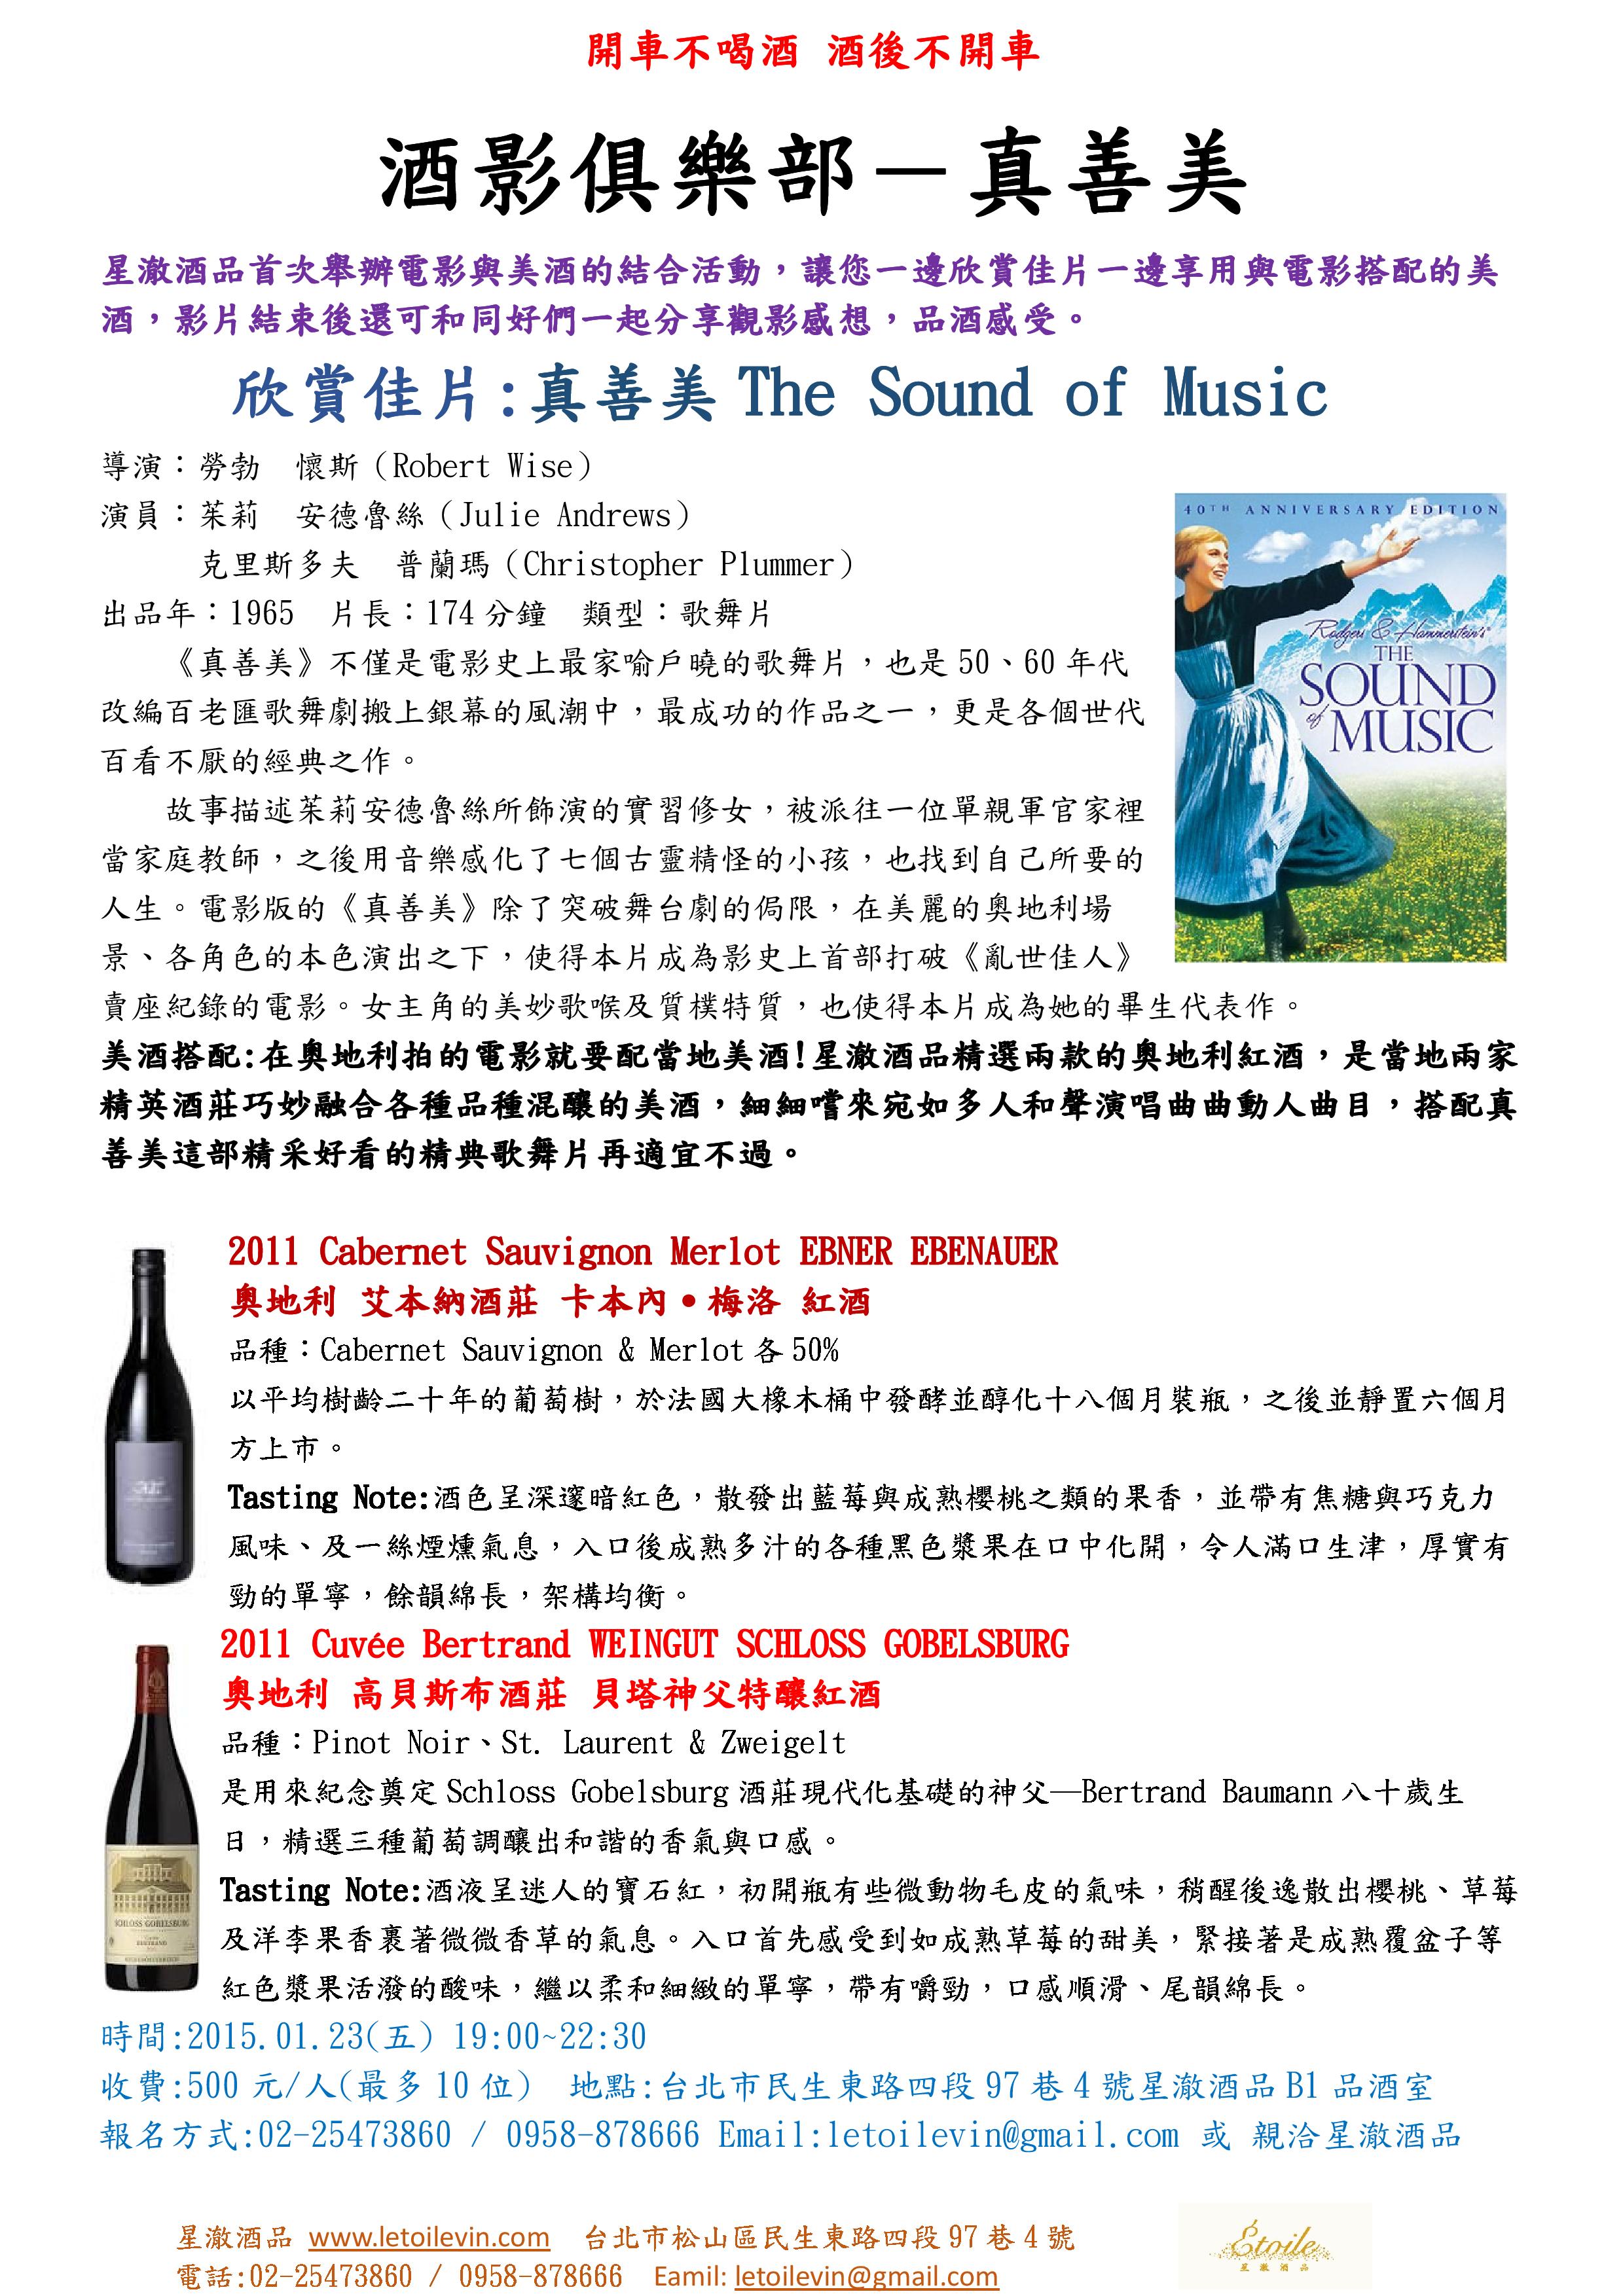 開車不喝酒 酒後不開車
酒影俱樂部－真善美
星澈酒品首次舉辦電影與美酒的結合活動，讓您一邊欣賞佳片一邊享用與電影搭配的美
酒，影片結束後還可和同好們一起分享觀影感想，品酒感受。
欣賞佳片:真善美 The Sound of Music
導演：勞勃　懷斯（Robert Wise）
演員：茱莉　安德魯絲（Julie Andrews）
克里斯多夫　普蘭瑪（Christopher Plummer）
出品年：1965　片長：174 分鐘　類型：歌舞片
《真善美》不僅是電影史上最家喻戶曉的歌舞片，也是 50、60 年代
改編百老匯歌舞劇搬上銀幕的風潮中，最成功的作品之一，更是各個世代
百看不厭的經典之作。
故事描述茱莉安德魯絲所飾演的實習修女，被派往一位單親軍官家裡
當家庭教師，之後用音樂感化了七個古靈精怪的小孩，也找到自己所要的
人生。電影版的《真善美》除了突破舞台劇的侷限，在美麗的奧地利場
景、各角色的本色演出之下，使得本片成為影史上首部打破《亂世佳人》
賣座紀錄的電影。女主角的美妙歌喉及質樸特質，也使得本片成為她的畢生代表作。
40TH ANNIVERSARY EDITION
Rodgers & Hammerstein's
THE
SOUND
of MUSIC
美酒搭配:在奧地利拍的電影就要配當地美酒!星澈酒品精選兩款的奧地利紅酒，是當地兩家
精英酒莊巧妙融合各種品種混釀的美酒，細細嚐來宛如多人和聲演唱曲曲動人曲目，搭配真
善美這部精采好看的精典歌舞片再適宜不過。
2011 Cabernet Sauvignon Merlot EBNER EBENAUER
奧地利 艾本納酒莊 卡本內•梅洛 紅酒
品種：Cabernet Sauvignon & Merlot 各 50%
以平均樹齡二十年的葡萄樹，於法國大橡木桶中發酵並醇化十八個月裝瓶，之後並靜置六個月
方上市。
Tasting Note:酒色呈深邃暗紅色，散發出藍莓與成熟櫻桃之類的果香，並帶有焦糖與巧克力
風味、及一絲煙燻氣息，入口後成熟多汁的各種黑色漿果在口中化開，令人滿口生津，厚實有
勁的單寧，餘韻綿長，架構均衡。
2011 Cuvée Bertrand WEINGUT SCHLOSS GOBELSBURG
奧地利 高貝斯布酒莊 貝塔神父特釀紅酒
品種：Pinot Noir、St. Laurent & Zweigelt
是用來紀念奠定 Schloss Gobelsburg 酒莊現代化基礎的神父—Bertrand Baumann 八十歲生
日，精選三種葡萄調釀出和諧的香氣與口感。
Tasting Note:酒液呈迷人的寶石紅，初開瓶有些微動物毛皮的氣味，稍醒後逸散出櫻桃、草莓
及洋李果香裹著微微香草的氣息。入口首先感受到如成熟草莓的甜美，緊接著是成熟覆盆子等
紅色漿果活潑的酸味，繼以柔和細緻的單寧，帶有嚼勁，口感順滑、尾韻綿長。
SCHLOSS GOBELSBURG
時間:2015.01.23(五) 19:00~22:30
收費:500 元/人(最多 10 位)　地點:台北市民生東路四段 97 巷 4 號星澈酒品 B1 品酒室
報名方式:02-25473860 / 0958-878666 Email:letoilevin@gmail.com 或 親洽星澈酒品
星澈酒品 www.letoilevin.com　台北市松山區民生東路四段 97 巷 4 號
電話:02-25473860 / 0958-878666　Eamil: letoilevin@gmail.com
Étoile
星澈酒品